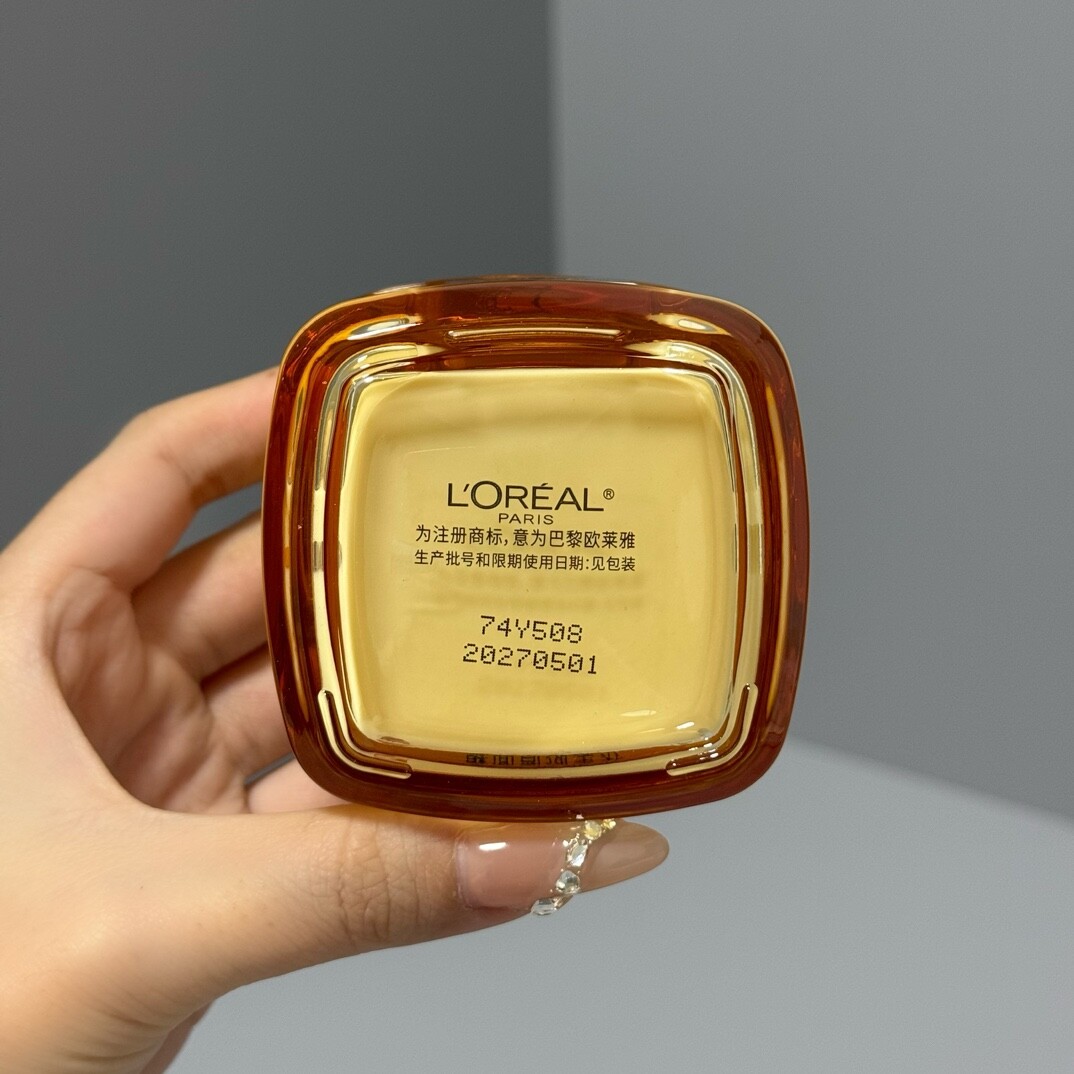 L'ORÉAL®
PARIS
为注册商标,意为巴黎欧莱雅
生产批号和限期使用日期:见包装
74Y508
20270501